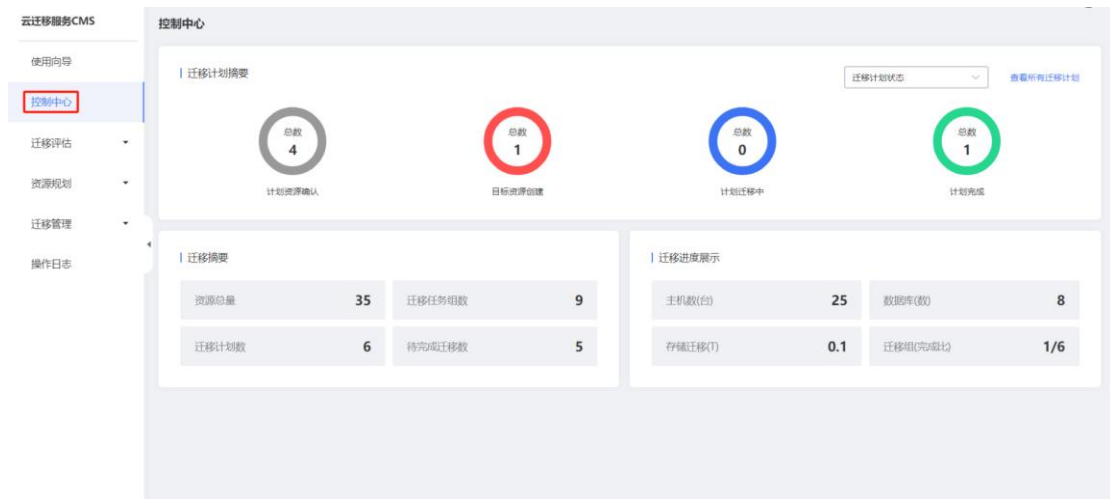 云迁移服务CMS
使用向导
控制中心
迁移评估
资源规划
迁移管理
操作日志
控制中心
迁移计划摘要
迁移计划状态
查看所有迁移计划
总数
4
计划资源确认
总数
1
目标资源创建
总数
0
计划迁移中
总数
1
计划完成
迁移摘要
资源总量 35 迁移任务组数 9
迁移计划数 6 待完成迁移数 5
迁移进度展示
主机数(台) 25 数据库(数) 8
存储迁移(T) 0.1 迁移组(完成比) 1/6